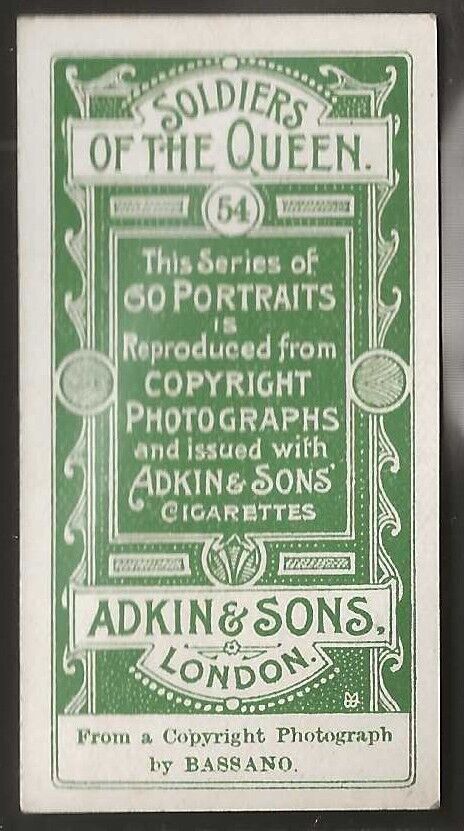 SOLDIERS
OF THE QUEEN.
54
This Series of
60 PORTRAITS
is
Reproduced from
COPYRIGHT
PHOTOGRAPHS
and issued with
ADKIN & SONS'
CIGARETTES
ADKIN & SONS,
LONDON.
From a Copyright Photograph
by BASSANO.